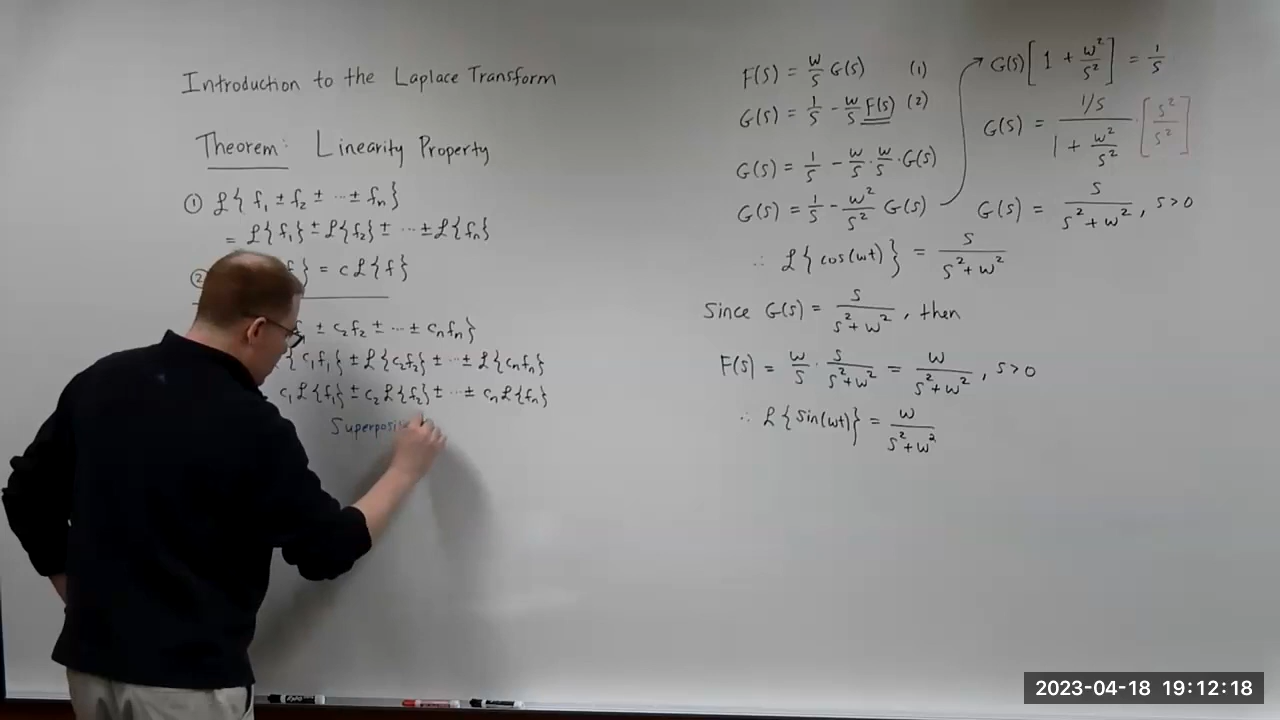 Introduction to the Laplace Transform
Theorem: Linearity Property
① ℒ{f₁ ± f₂ ± ... ± fₙ}
= ℒ{f₁} ± ℒ{f₂} ± ... ± ℒ{fₙ}
② f} = cℒ{f}
± c₂f₂ ± ... ± cₙfₙ}
{c₁f₁} ± ℒ{c₂f₂} ± ... ± ℒ{cₙfₙ}
c₁ℒ{f₁} ± c₂ℒ{f₂} ± ... ± cₙℒ{fₙ}
Superposi
F(s) = w/s G(s) (1)
G(s) = 1/s - w/s F(s) (2)
G(s) = 1/s - w/s · w/s · G(s)
G(s) = 1/s - w²/s² G(s)
G(s)[1 + w²/s²] = 1/s
G(s) = (1/s)/(1 + w²/s²) · [s²/s²]
G(s) = s/(s²+w²), s>0
∴ ℒ{cos(wt)} = s/(s²+w²)
Since G(s) = s/(s²+w²), then
F(s) = w/s · s/(s²+w²) = w/(s²+w²), s>0
∴ ℒ{sin(wt)} = w/(s²+w²)
2023-04-18 19:12:18